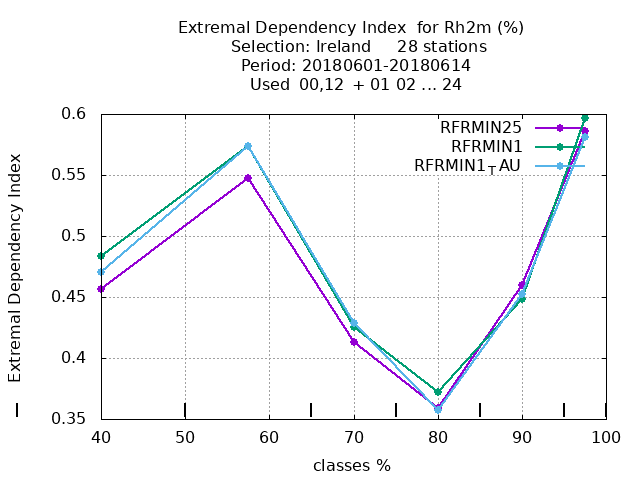 Extremal Dependency Index  for Rh2m (%)
Selection: Ireland     28 stations
Period: 20180601-20180614
Used  00,12  + 01 02 ... 24
RFRMIN25
RFRMIN1
RFRMIN1TAU
Extremal Dependency Index
0.6
0.55
0.5
0.45
0.4
0.35
40 50 60 70 80 90 100
classes %